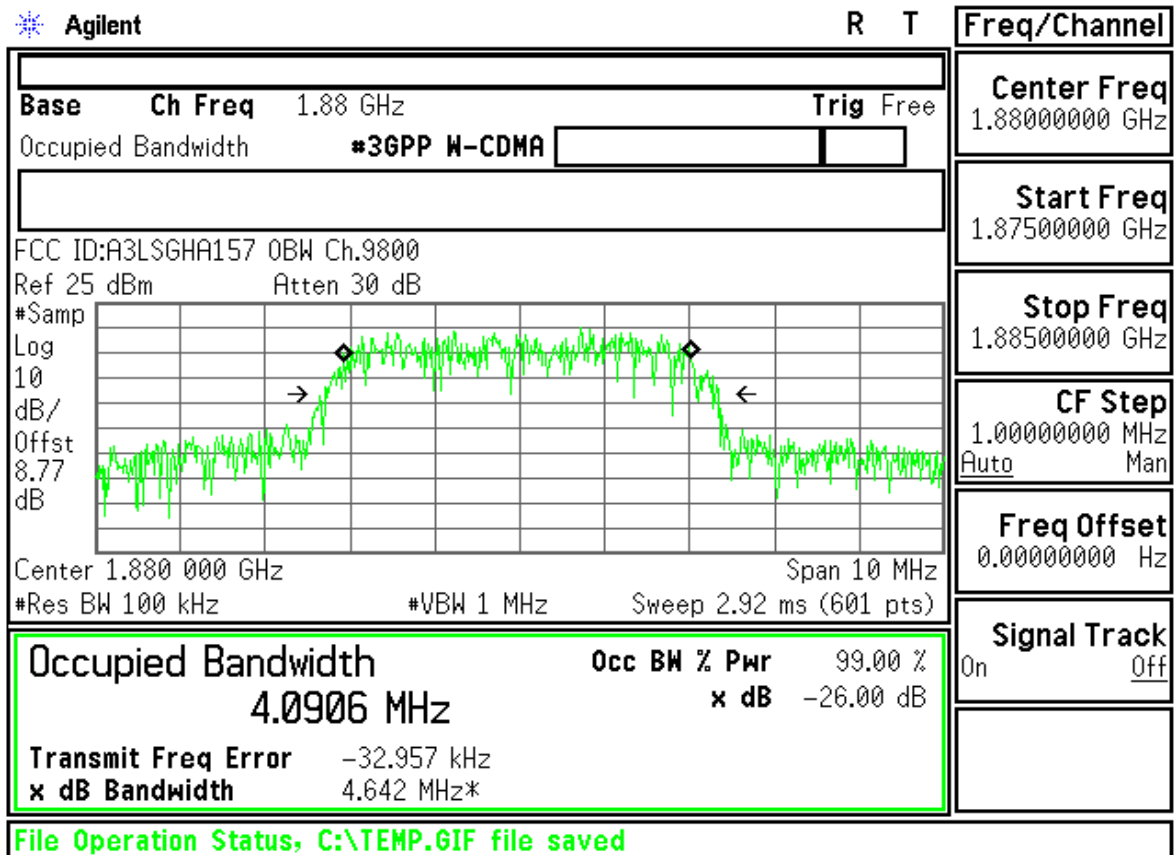 Agilent R T Freq/Channel
Base Ch Freq 1.88 GHz Trig Free
Occupied Bandwidth #3GPP W-CDMA
FCC ID:A3LSGHA157 OBW Ch.9800
Ref 25 dBm Atten 30 dB
#Samp
Log
10
dB/
Offst
8.77
dB
Center 1.880 000 GHz Span 10 MHz
#Res BW 100 kHz #VBW 1 MHz Sweep 2.92 ms (601 pts)
Occupied Bandwidth Occ BW % Pwr 99.00 %
4.0906 MHz x dB -26.00 dB
Transmit Freq Error -32.957 kHz
x dB Bandwidth 4.642 MHz*
Center Freq
1.88000000 GHz
Start Freq
1.87500000 GHz
Stop Freq
1.88500000 GHz
CF Step
1.00000000 MHz
Auto Man
Freq Offset
0.00000000 Hz
Signal Track
On Off
File Operation Status, C:\TEMP.GIF file saved